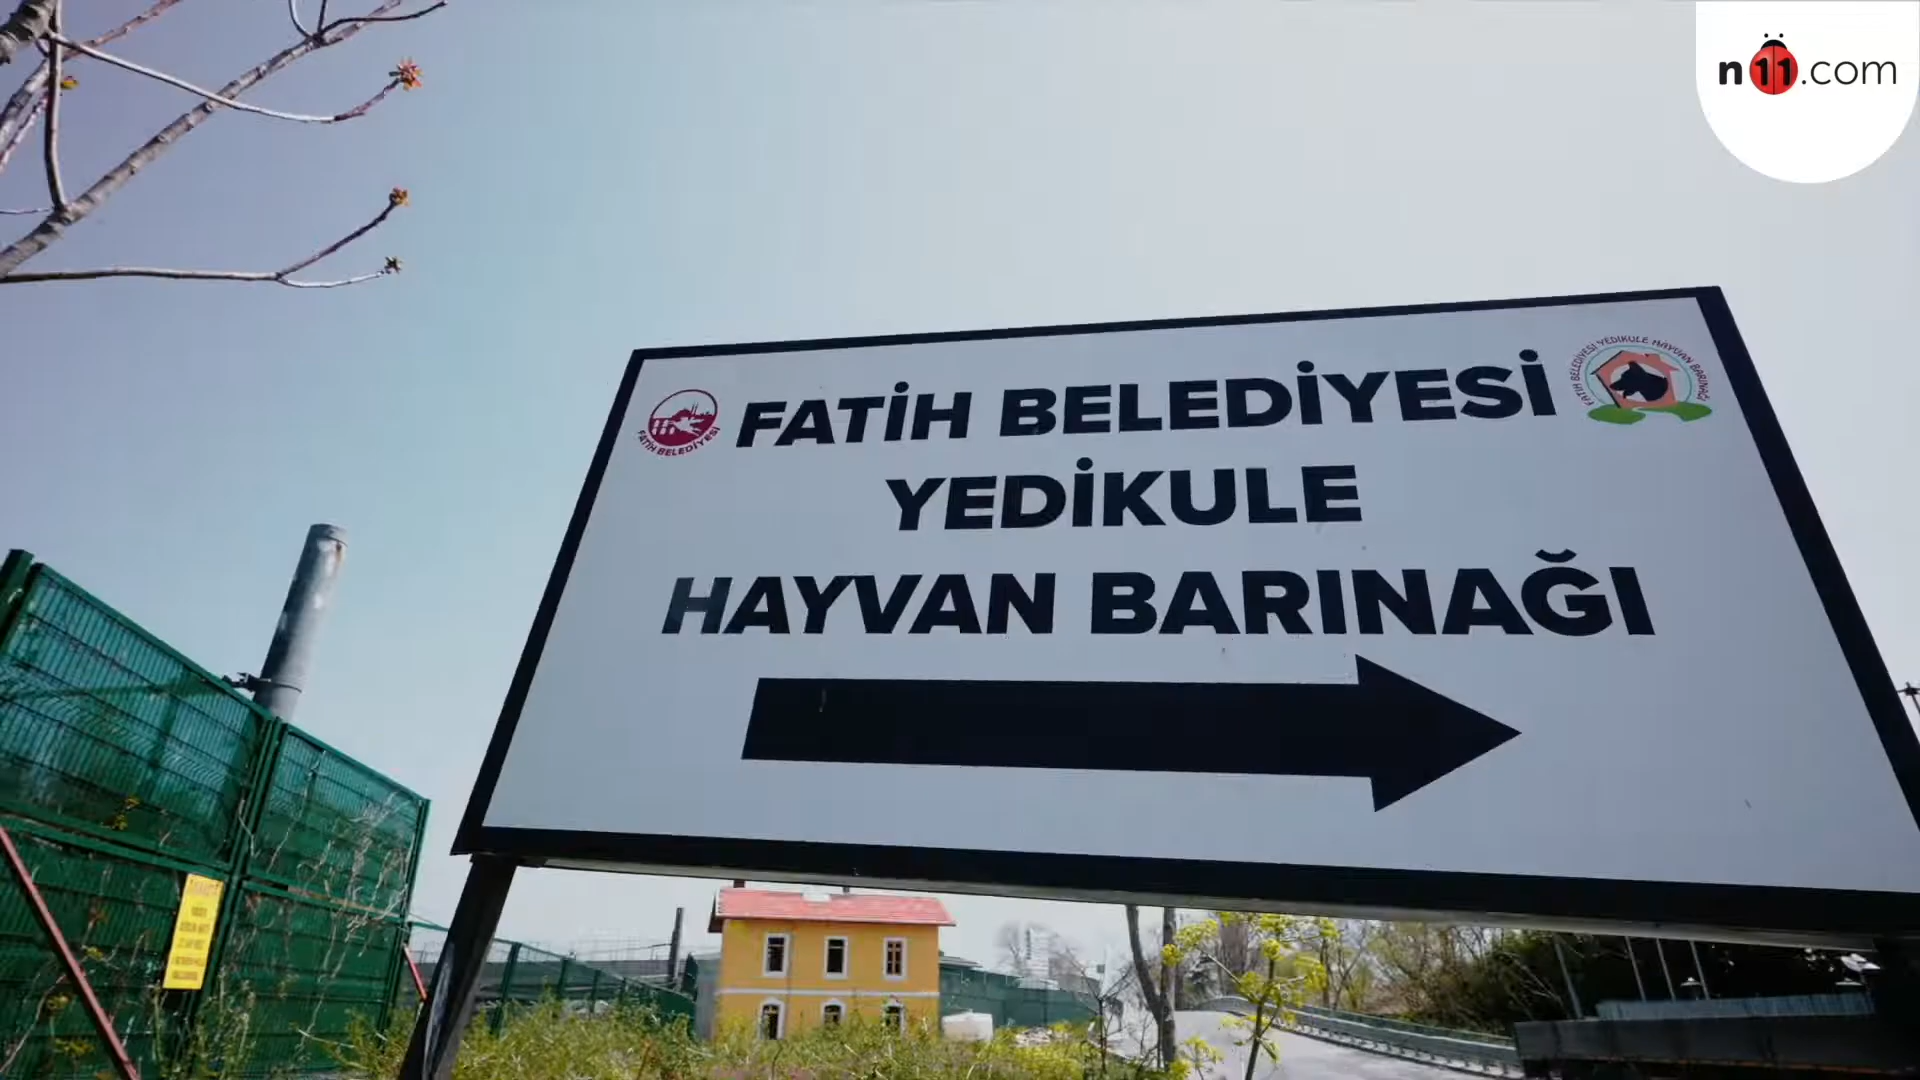 n11.com
FATİH BELEDİYESİ
YEDİKULE
HAYVAN BARINAĞI
FATİH BELEDİYESİ
FATİH BELEDİYESİ YEDİKULE HAYVAN BARINAĞI